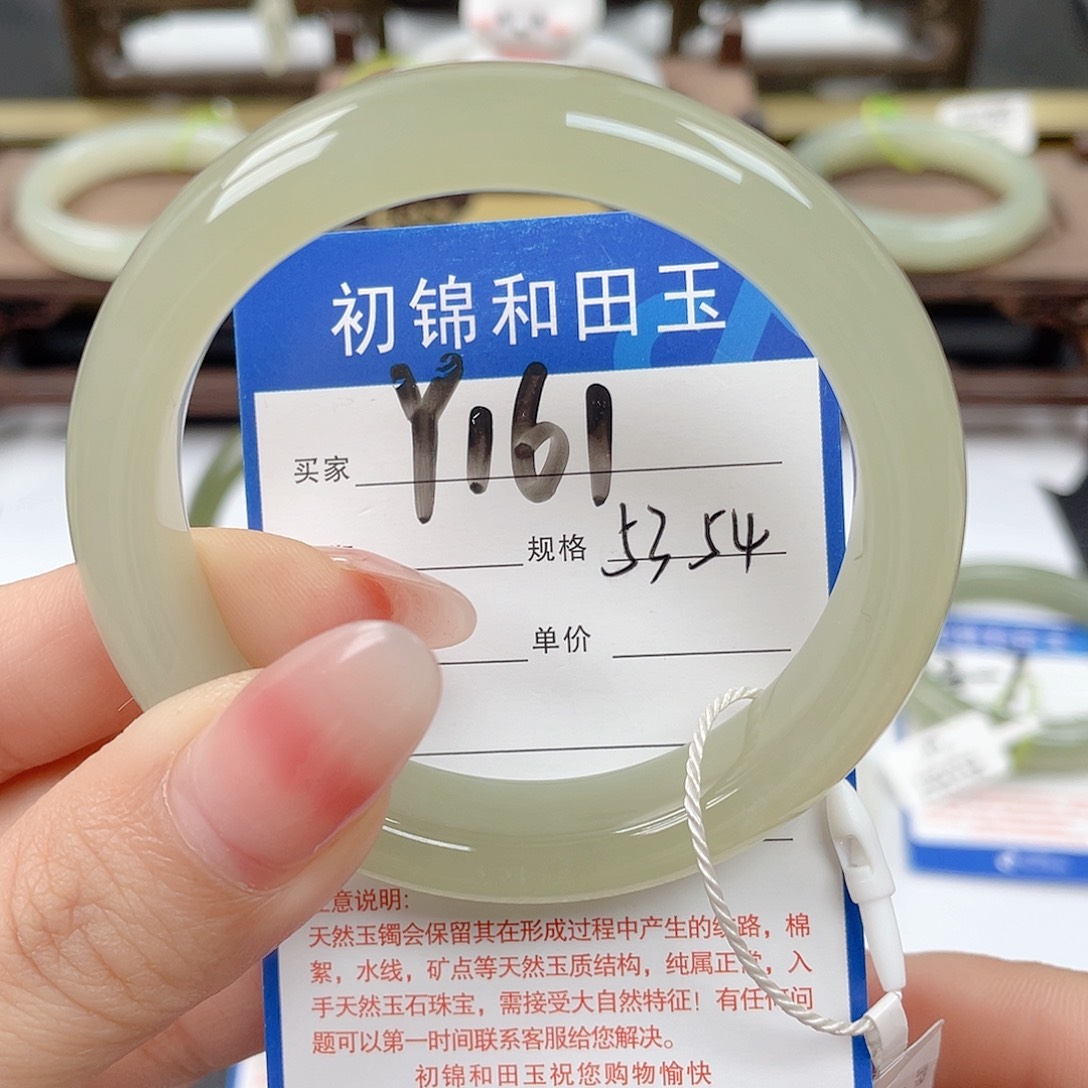 初锦和田玉
买家 Y161
规格 53.54
单价
意说明:
天然玉镯会保留其在形成过程中产生的纹路，棉
絮，水线，矿点等天然玉质结构，纯属正常，入
手天然玉石珠宝，需接受大自然特征！有任何问
题可以第一时间联系客服给您解决。
初锦和田玉祝您购物愉快